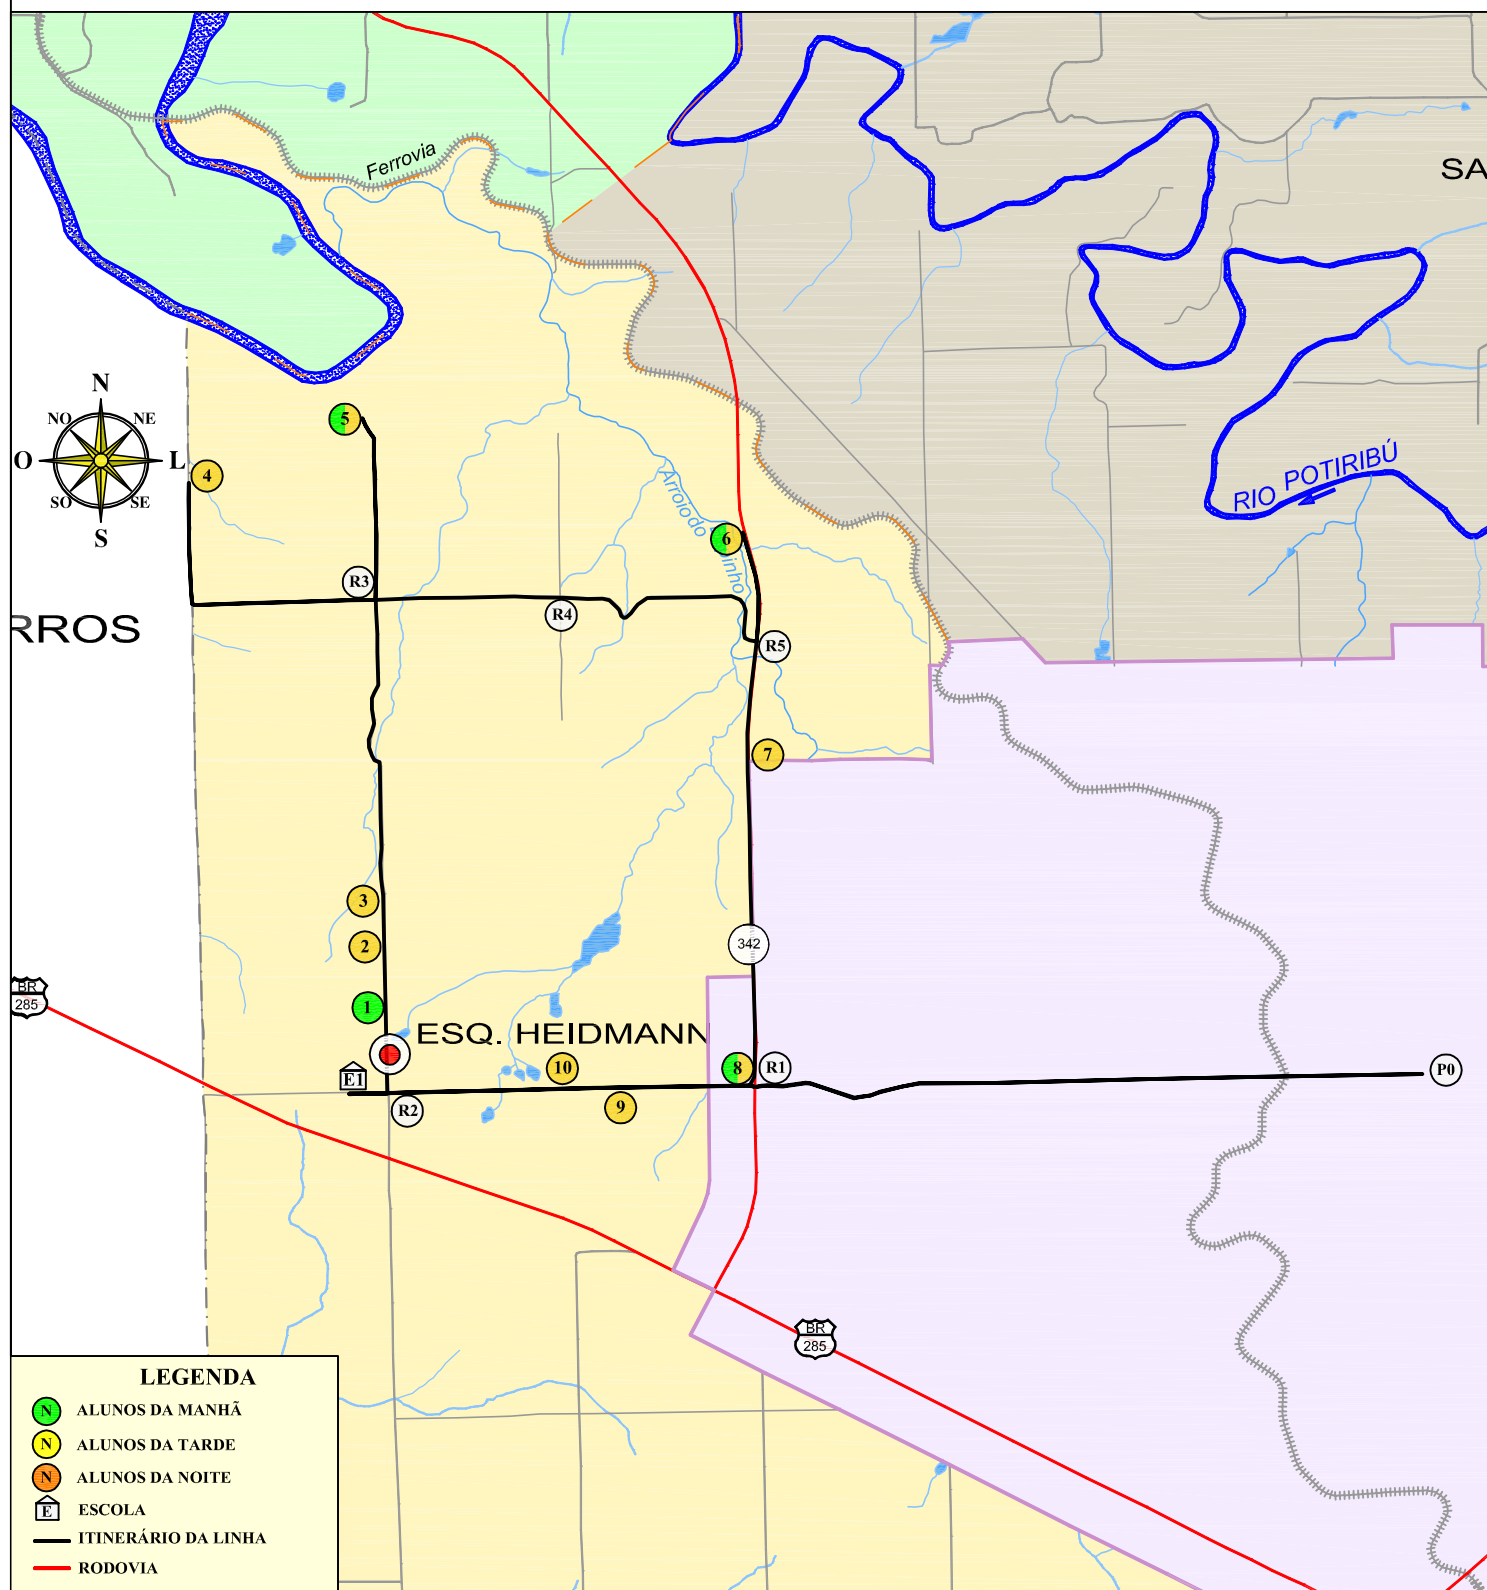 Ferrovia
SA
N
NO
NE
O
L
SO
SE
S
5
4
RIO POTIRIBÚ
Arroio do
inho
6
R3
R4
R5
RROS
7
3
2
342
1
BR
285
ESQ. HEIDMANN
E1
10
8
R1
P0
R2
9
BR
285
LEGENDA
N ALUNOS DA MANHÃ
N ALUNOS DA TARDE
N ALUNOS DA NOITE
E ESCOLA
ITINERÁRIO DA LINHA
RODOVIA